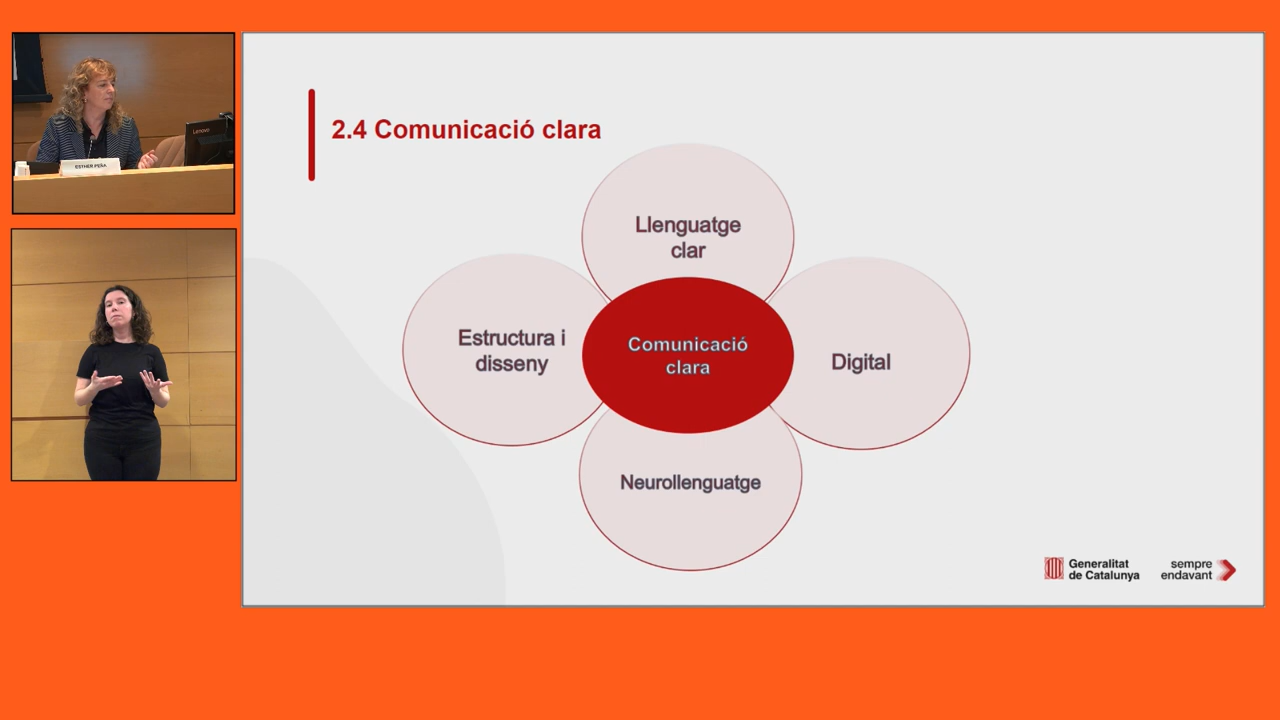 Lenovo
ESTHER PEÑA
2.4 Comunicació clara
Llenguatge
clar
Estructura i
disseny
Comunicació
clara
Digital
Neurollenguatge
Generalitat
de Catalunya
sempre
endavant